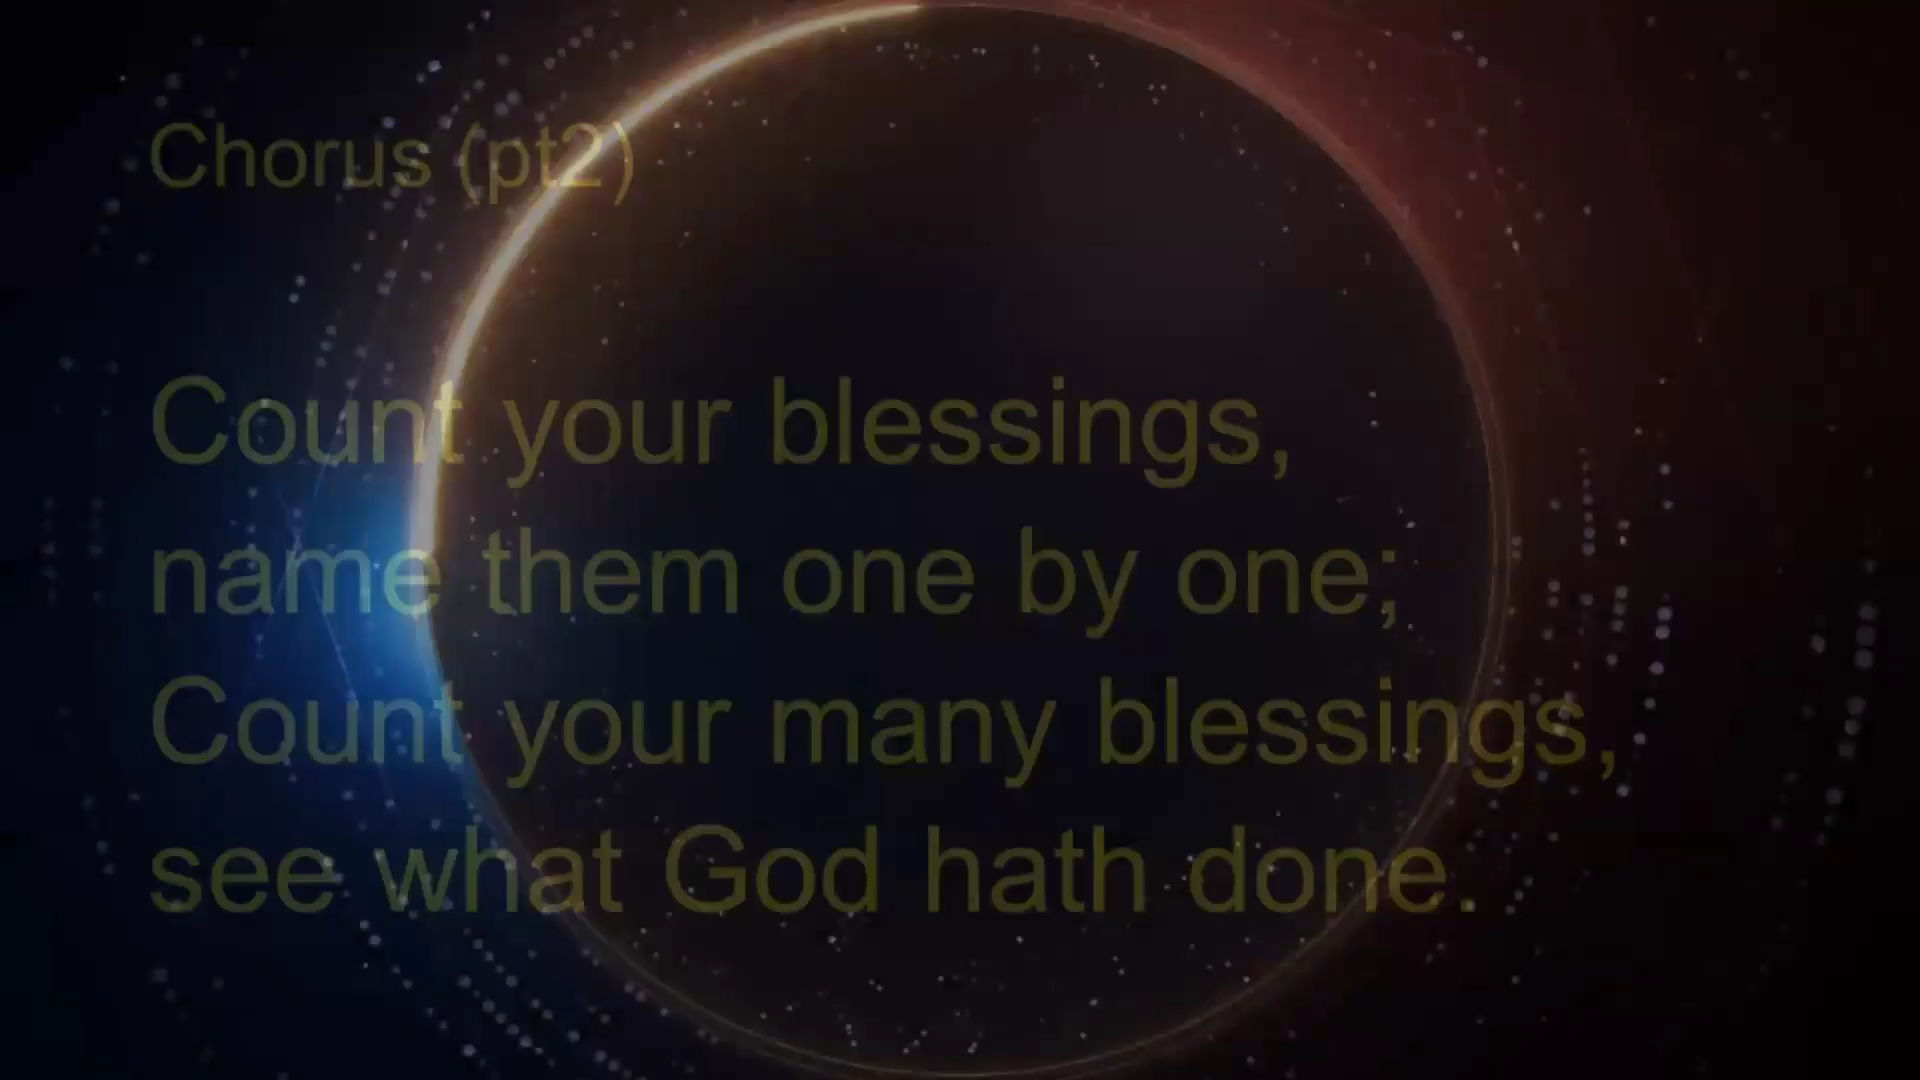 Chorus (pt2)
Count your blessings,
name them one by one;
Count your many blessings,
see what God hath done.